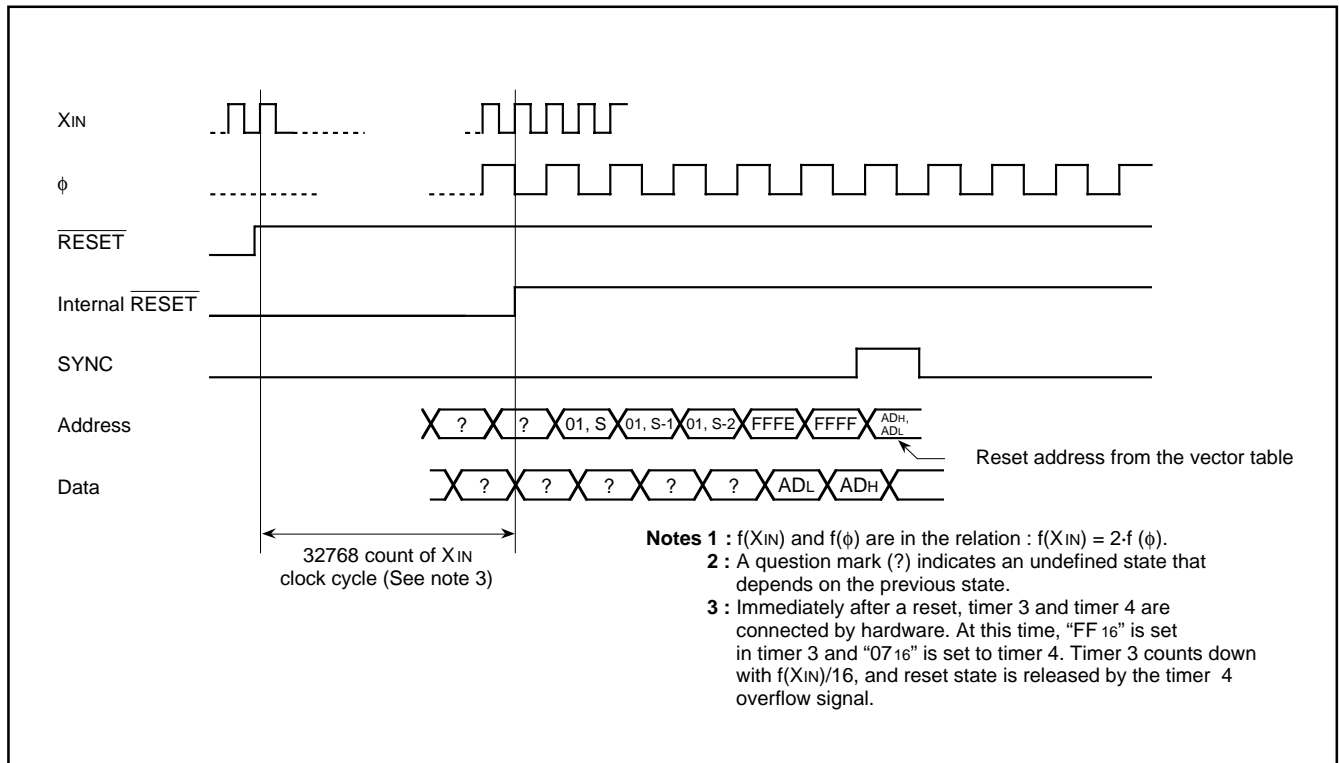 XIN
ϕ
RESET
Internal RESET
SYNC
Address
? ? 01, S 01, S-1 01, S-2 FFFE FFFF ADH,
ADL
Reset address from the vector table
Data
? ? ? ? ? ADL ADH
32768 count of XIN
clock cycle (See note 3)
Notes 1 : f(XIN) and f(ϕ) are in the relation : f(XIN) = 2·f (ϕ).
2 : A question mark (?) indicates an undefined state that
depends on the previous state.
3 : Immediately after a reset, timer 3 and timer 4 are
connected by hardware. At this time, “FF 16” is set
in timer 3 and “0716” is set to timer 4. Timer 3 counts down
with f(XIN)/16, and reset state is released by the timer 4
overflow signal.